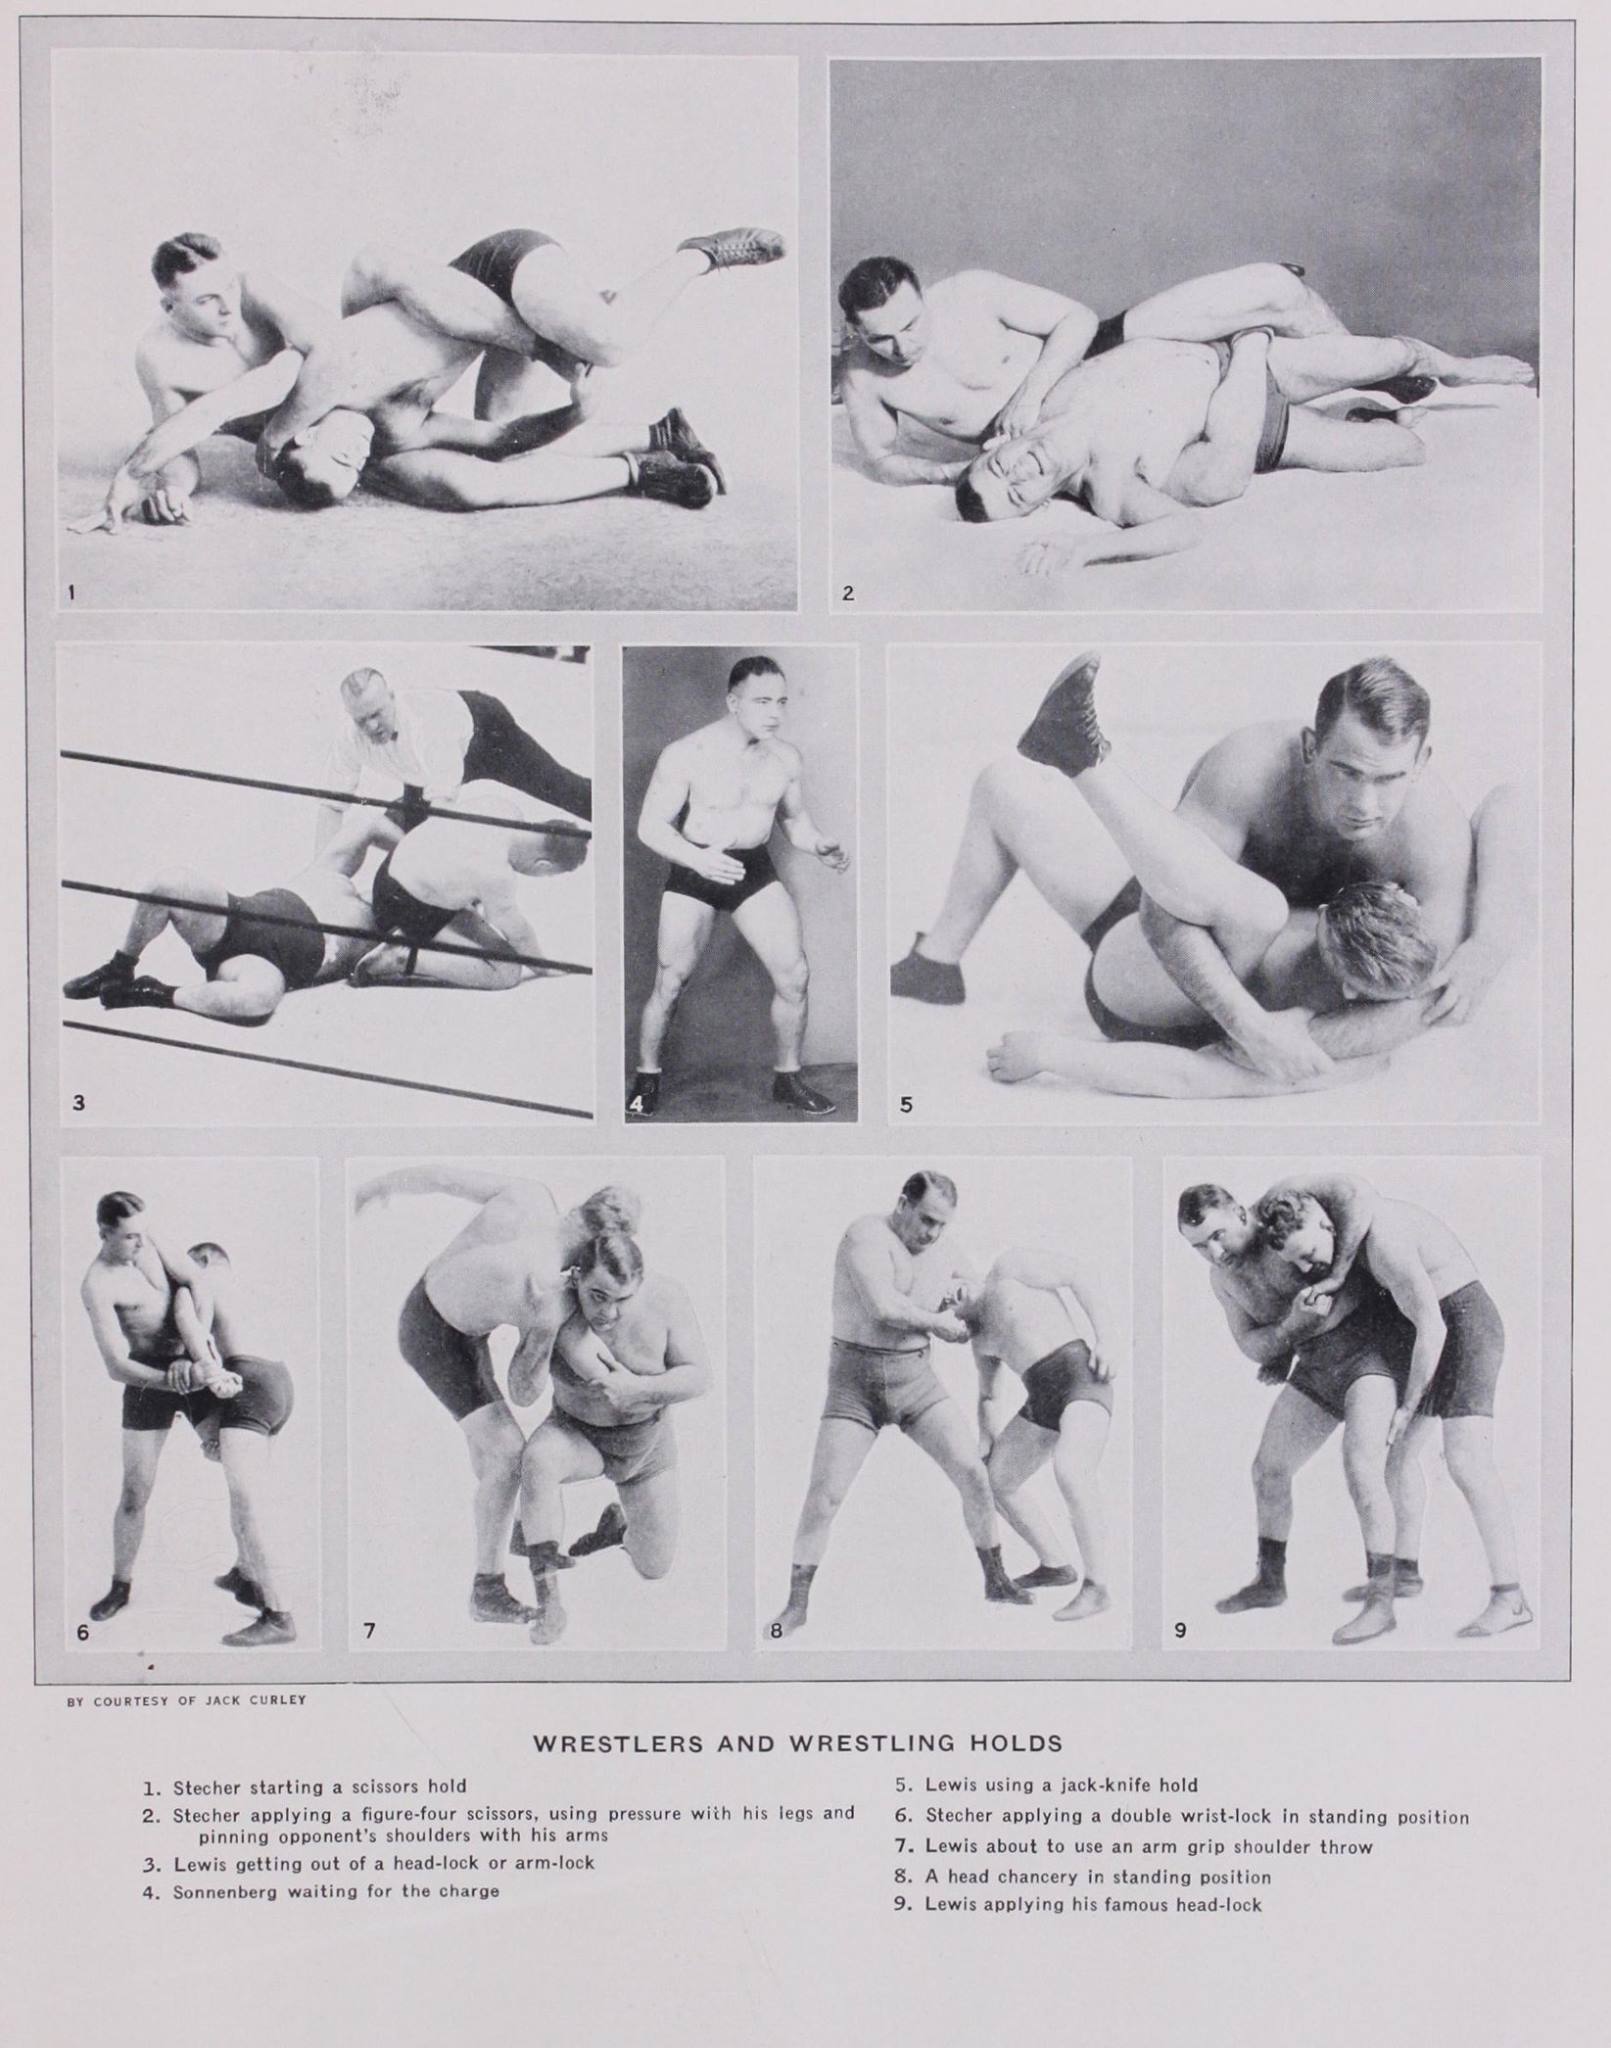 1
2
3
4
5
6
7
8
9
BY COURTESY OF JACK CURLEY
WRESTLERS AND WRESTLING HOLDS
1. Stecher starting a scissors hold
2. Stecher applying a figure-four scissors, using pressure with his legs and
pinning opponent's shoulders with his arms
3. Lewis getting out of a head-lock or arm-lock
4. Sonnenberg waiting for the charge
5. Lewis using a jack-knife hold
6. Stecher applying a double wrist-lock in standing position
7. Lewis about to use an arm grip shoulder throw
8. A head chancery in standing position
9. Lewis applying his famous head-lock